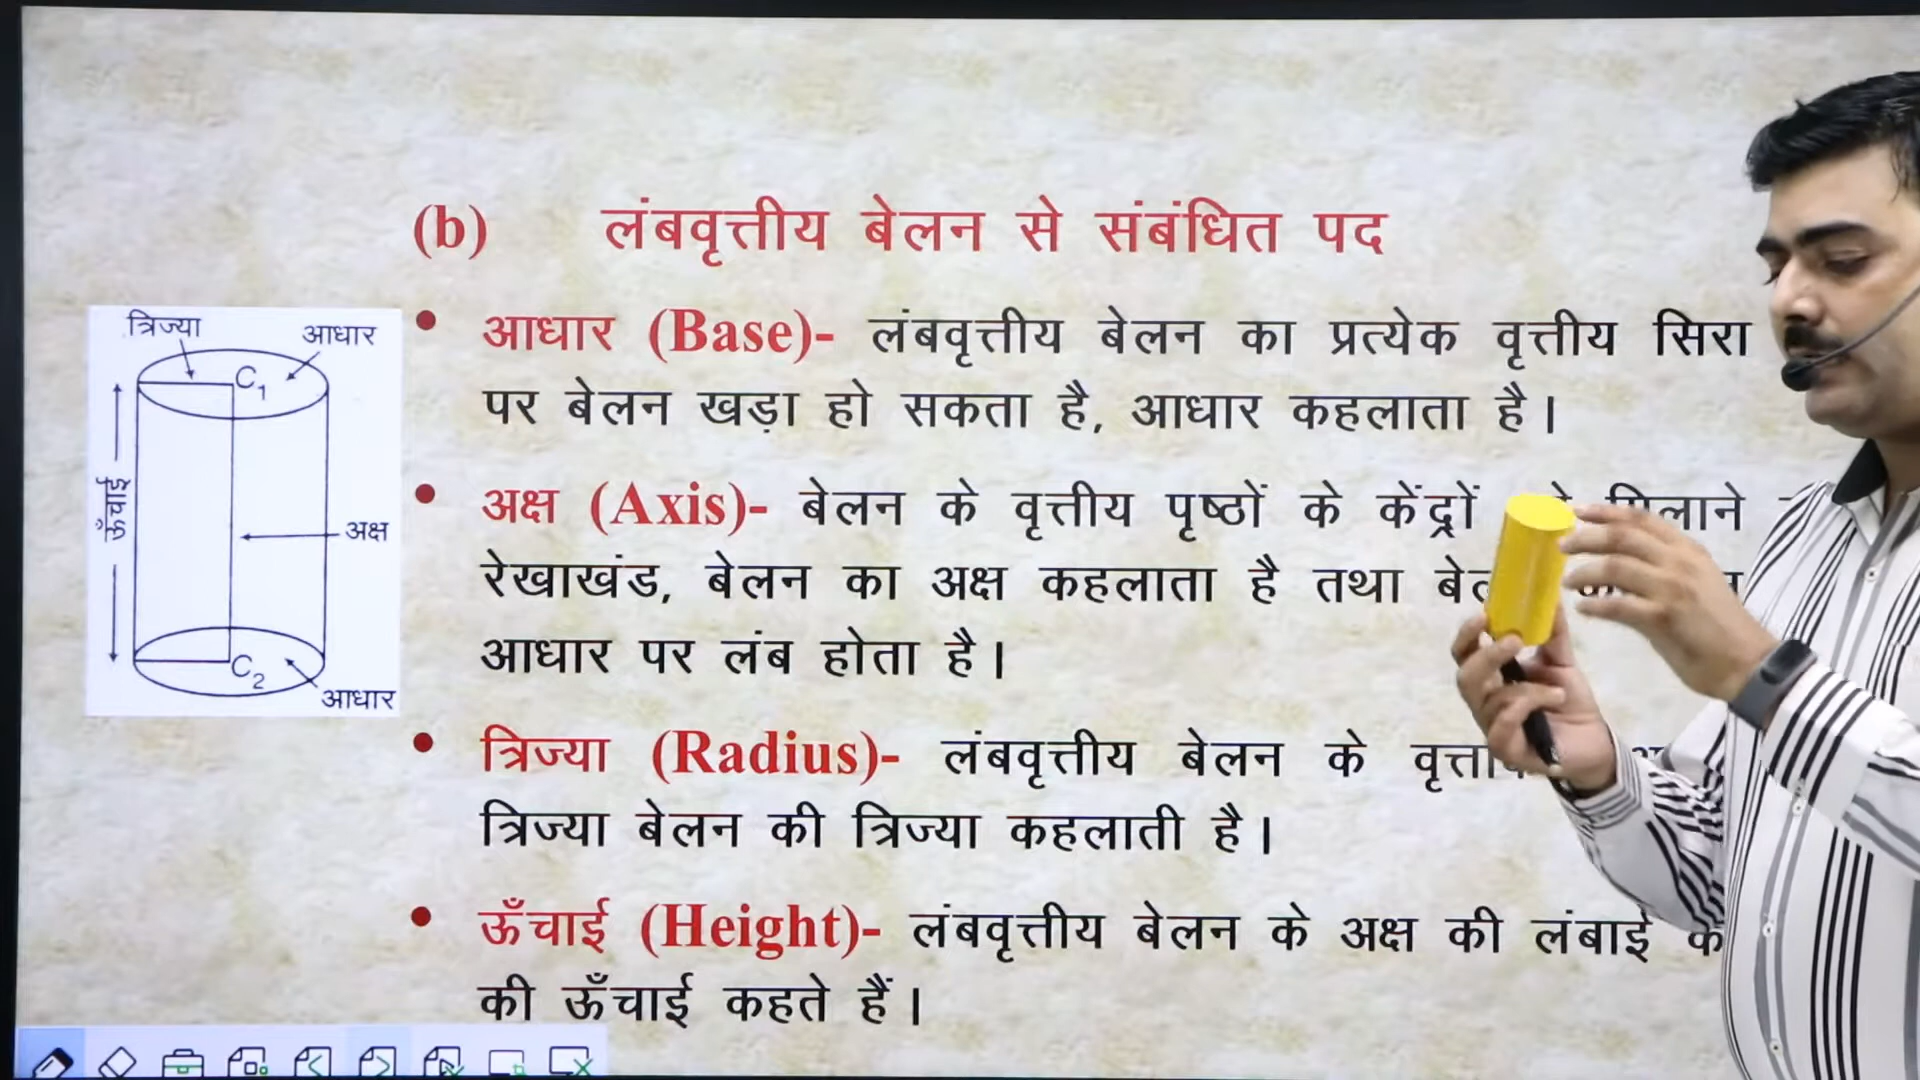 (b) लंबवृत्तीय बेलन से संबंधित पद
त्रिज्या
आधार
C1
ऊँचाई
अक्ष
C2
आधार
• आधार (Base)- लंबवृत्तीय बेलन का प्रत्येक वृत्तीय सिरा
पर बेलन खड़ा हो सकता है, आधार कहलाता है।
• अक्ष (Axis)- बेलन के वृत्तीय पृष्ठों के केंद्रों मिलाने
रेखाखंड, बेलन का अक्ष कहलाता है तथा
आधार पर लंब होता है।
• त्रिज्या (Radius)- लंबवृत्तीय बेलन के
त्रिज्या बेलन की त्रिज्या कहलाती है।
• ऊँचाई (Height)- लंबवृत्तीय बेलन के अक्ष की लंबाई
की ऊँचाई कहते हैं।